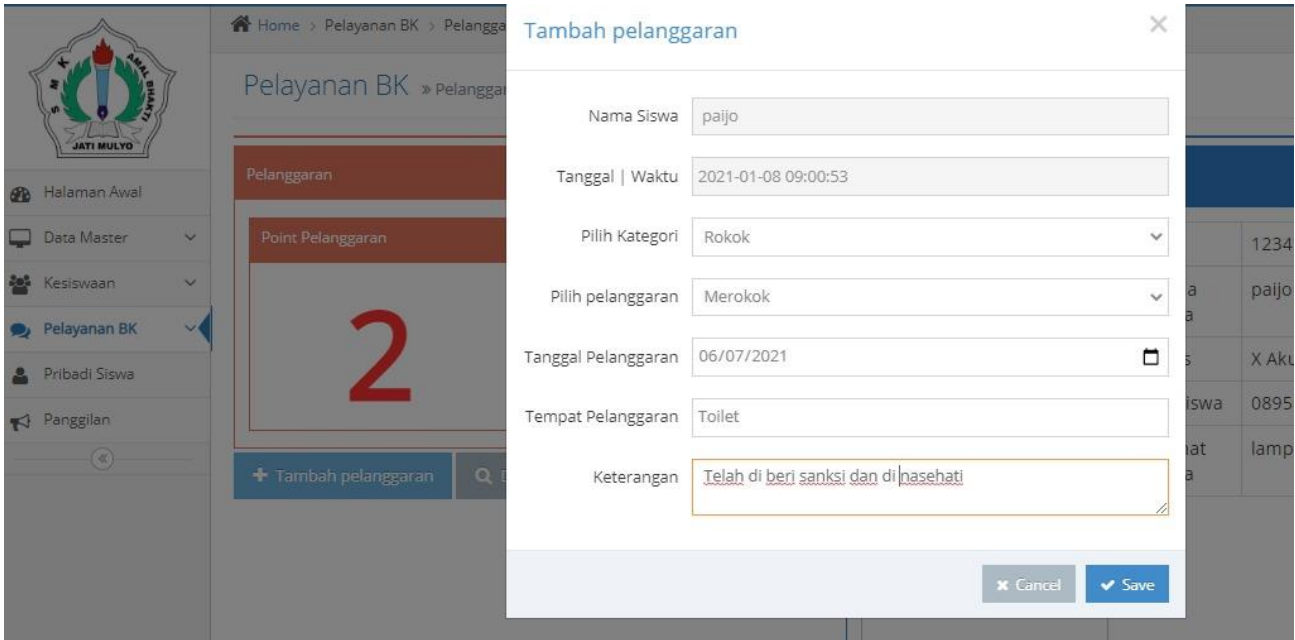 SMK AMAL BHAKTI
JATI MULYO
Halaman Awal
Data Master
Kesiswaan
Pelayanan BK
Pribadi Siswa
Panggilan
Home > Pelayanan BK > Pelangga
Pelayanan BK » Pelanggar
Pelanggaran
Point Pelanggaran
2
Tambah pelanggaran
Tambah pelanggaran
Nama Siswa paijo
Tanggal | Waktu 2021-01-08 09:00:53
Pilih Kategori Rokok
Pilih pelanggaran Merokok
Tanggal Pelanggaran 06/07/2021
Tempat Pelanggaran Toilet
Keterangan Telah di beri sanksi dan di nasehati
Cancel Save
1234
paijo
X Aku
iswa 0895
lamp